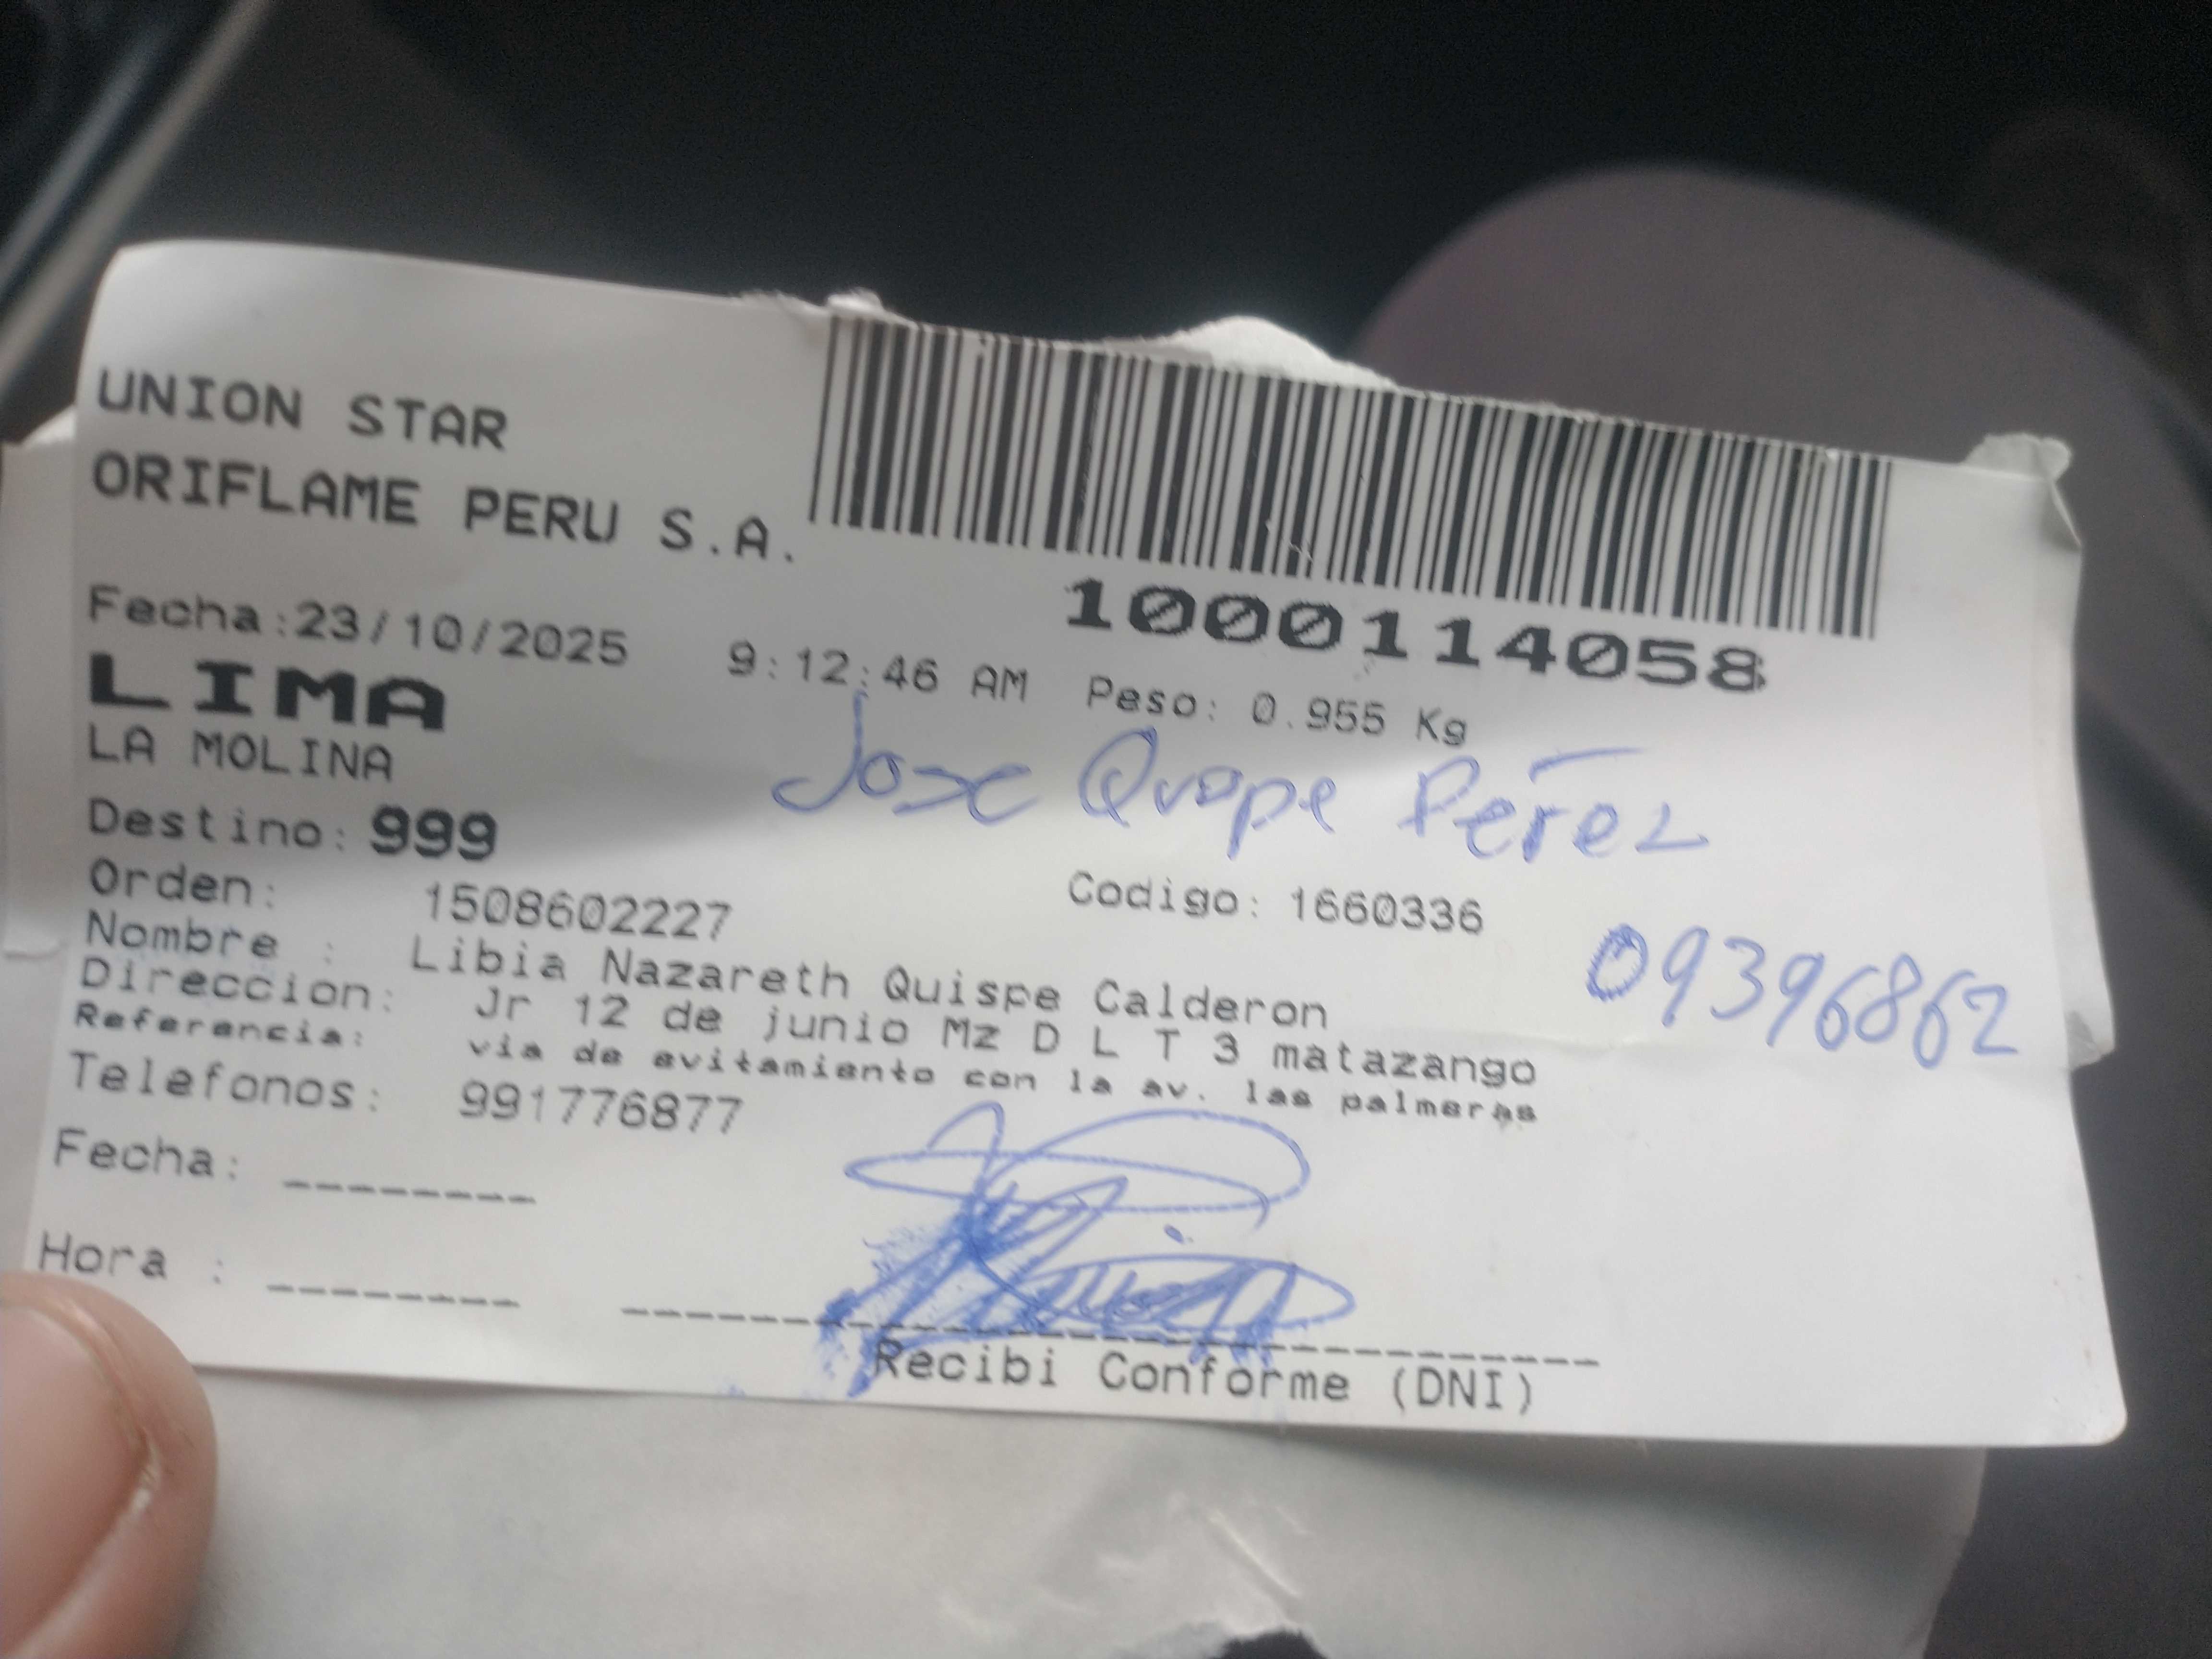 UNION STAR
ORIFLAME PERU S.A.
1000114058
Fecha:23/10/2025 9:12:46 AM Peso: 0.955 Kg
LIMA
LA MOLINA
Jose Perez
Destino: 999
Orden: 1508602227 Codigo: 1660336
09396862
Nombre : Libia Nazareth Quispe Calderon
Direccion: Jr 12 de junio Mz D L T 3 matazango
Referencia: via de evitamiento con la av. las palmeras
Telefonos: 991776877
Fecha: ________
Hora : ________
Recibi Conforme (DNI)